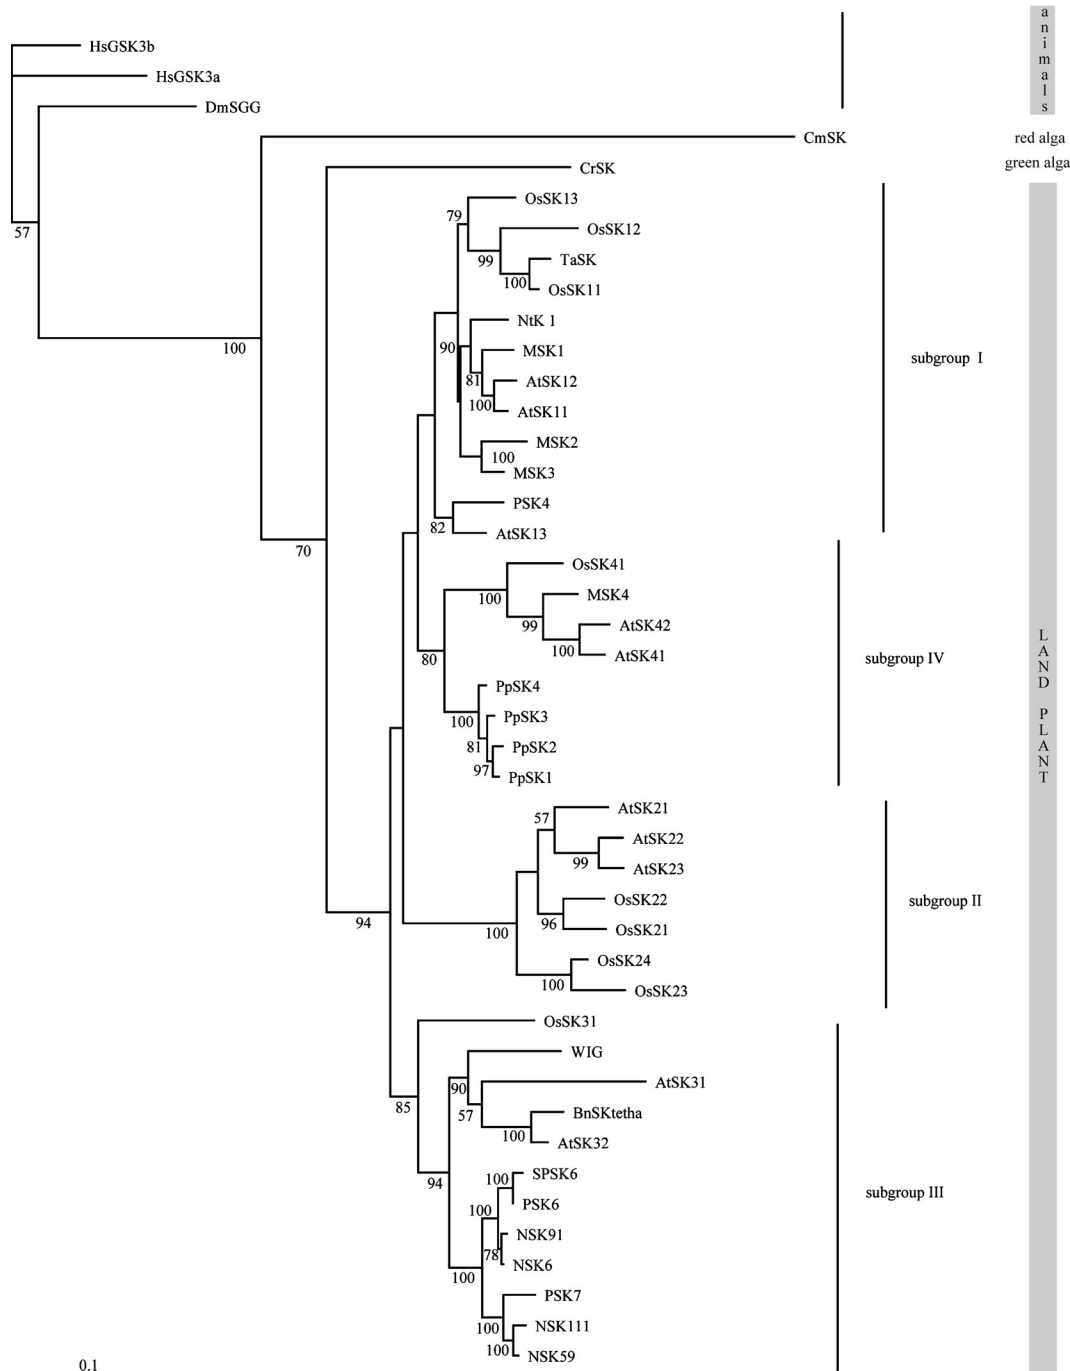 animals
HsGSK3b
HsGSK3a
DmSGG
57
CmSK
red alga
CrSK
green alga
100
70
79
OsSK13
OsSK12
99
TaSK
100
OsSK11
NtK 1
90
MSK1
81
AtSK12
100
AtSK11
subgroup I
MSK2
100
MSK3
PSK4
82
AtSK13
OsSK41
100
MSK4
99
AtSK42
100
AtSK41
80
subgroup IV
PpSK4
100
PpSK3
81
PpSK2
97
PpSK1
LAND PLANT
AtSK21
57
AtSK22
99
AtSK23
OsSK22
96
OsSK21
100
94
subgroup II
OsSK24
100
OsSK23
OsSK31
WIG
90
AtSK31
57
BnSKtetha
100
AtSK32
85
94
SPSK6
100
PSK6
100
NSK91
78
NSK6
100
subgroup III
PSK7
100
NSK111
100
NSK59
0.1